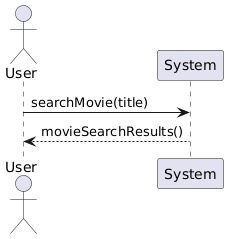 User
System
searchMovie(title)
movieSearchResults()
User
System